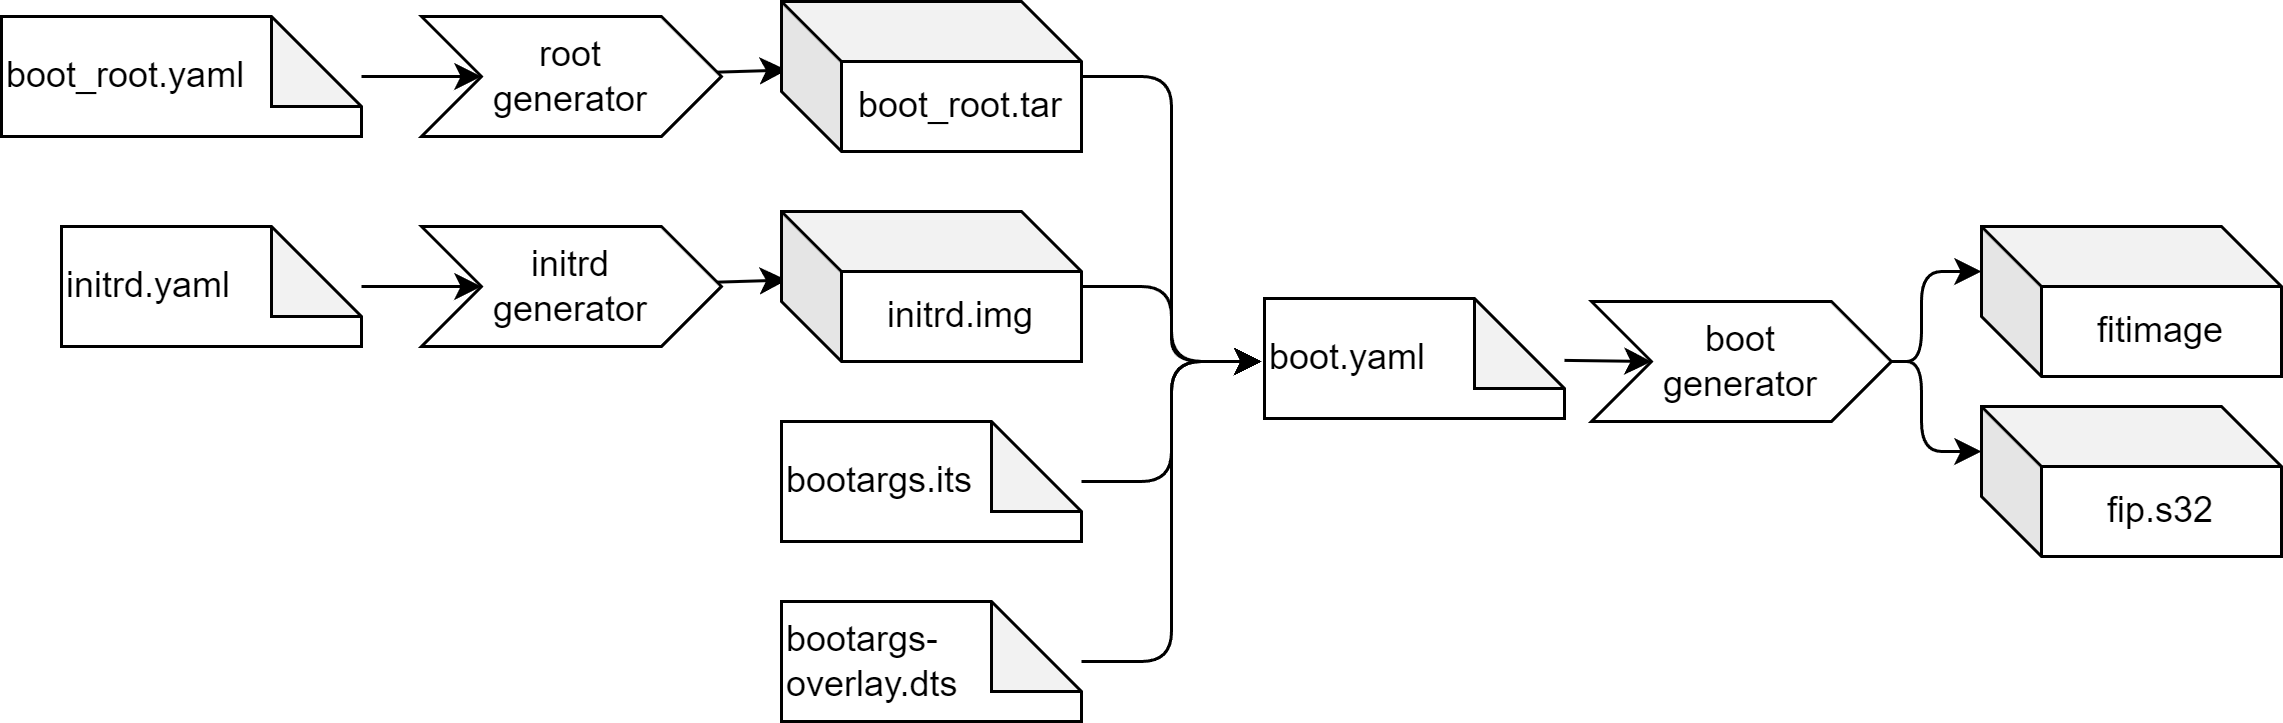 boot_root.yaml
root
generator
boot_root.tar
initrd.yaml
initrd
generator
initrd.img
bootargs.its
bootargs-
overlay.dts
boot.yaml
boot
generator
fitimage
fip.s32